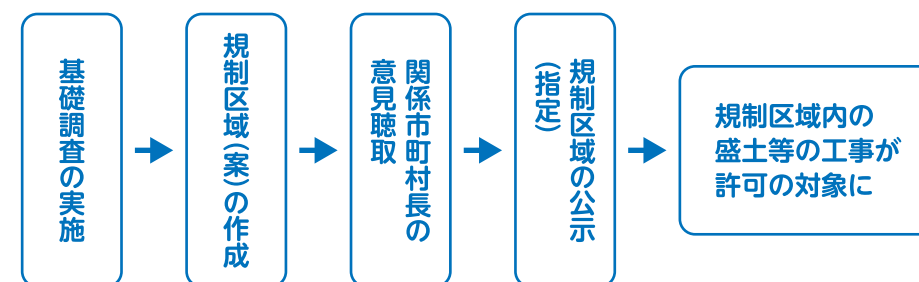 基礎調査の実施
規制区域（案）の作成
関係市町村長の
意見聴取
規制区域の公示
（指定）
規制区域内の
盛土等の工事が
許可の対象に